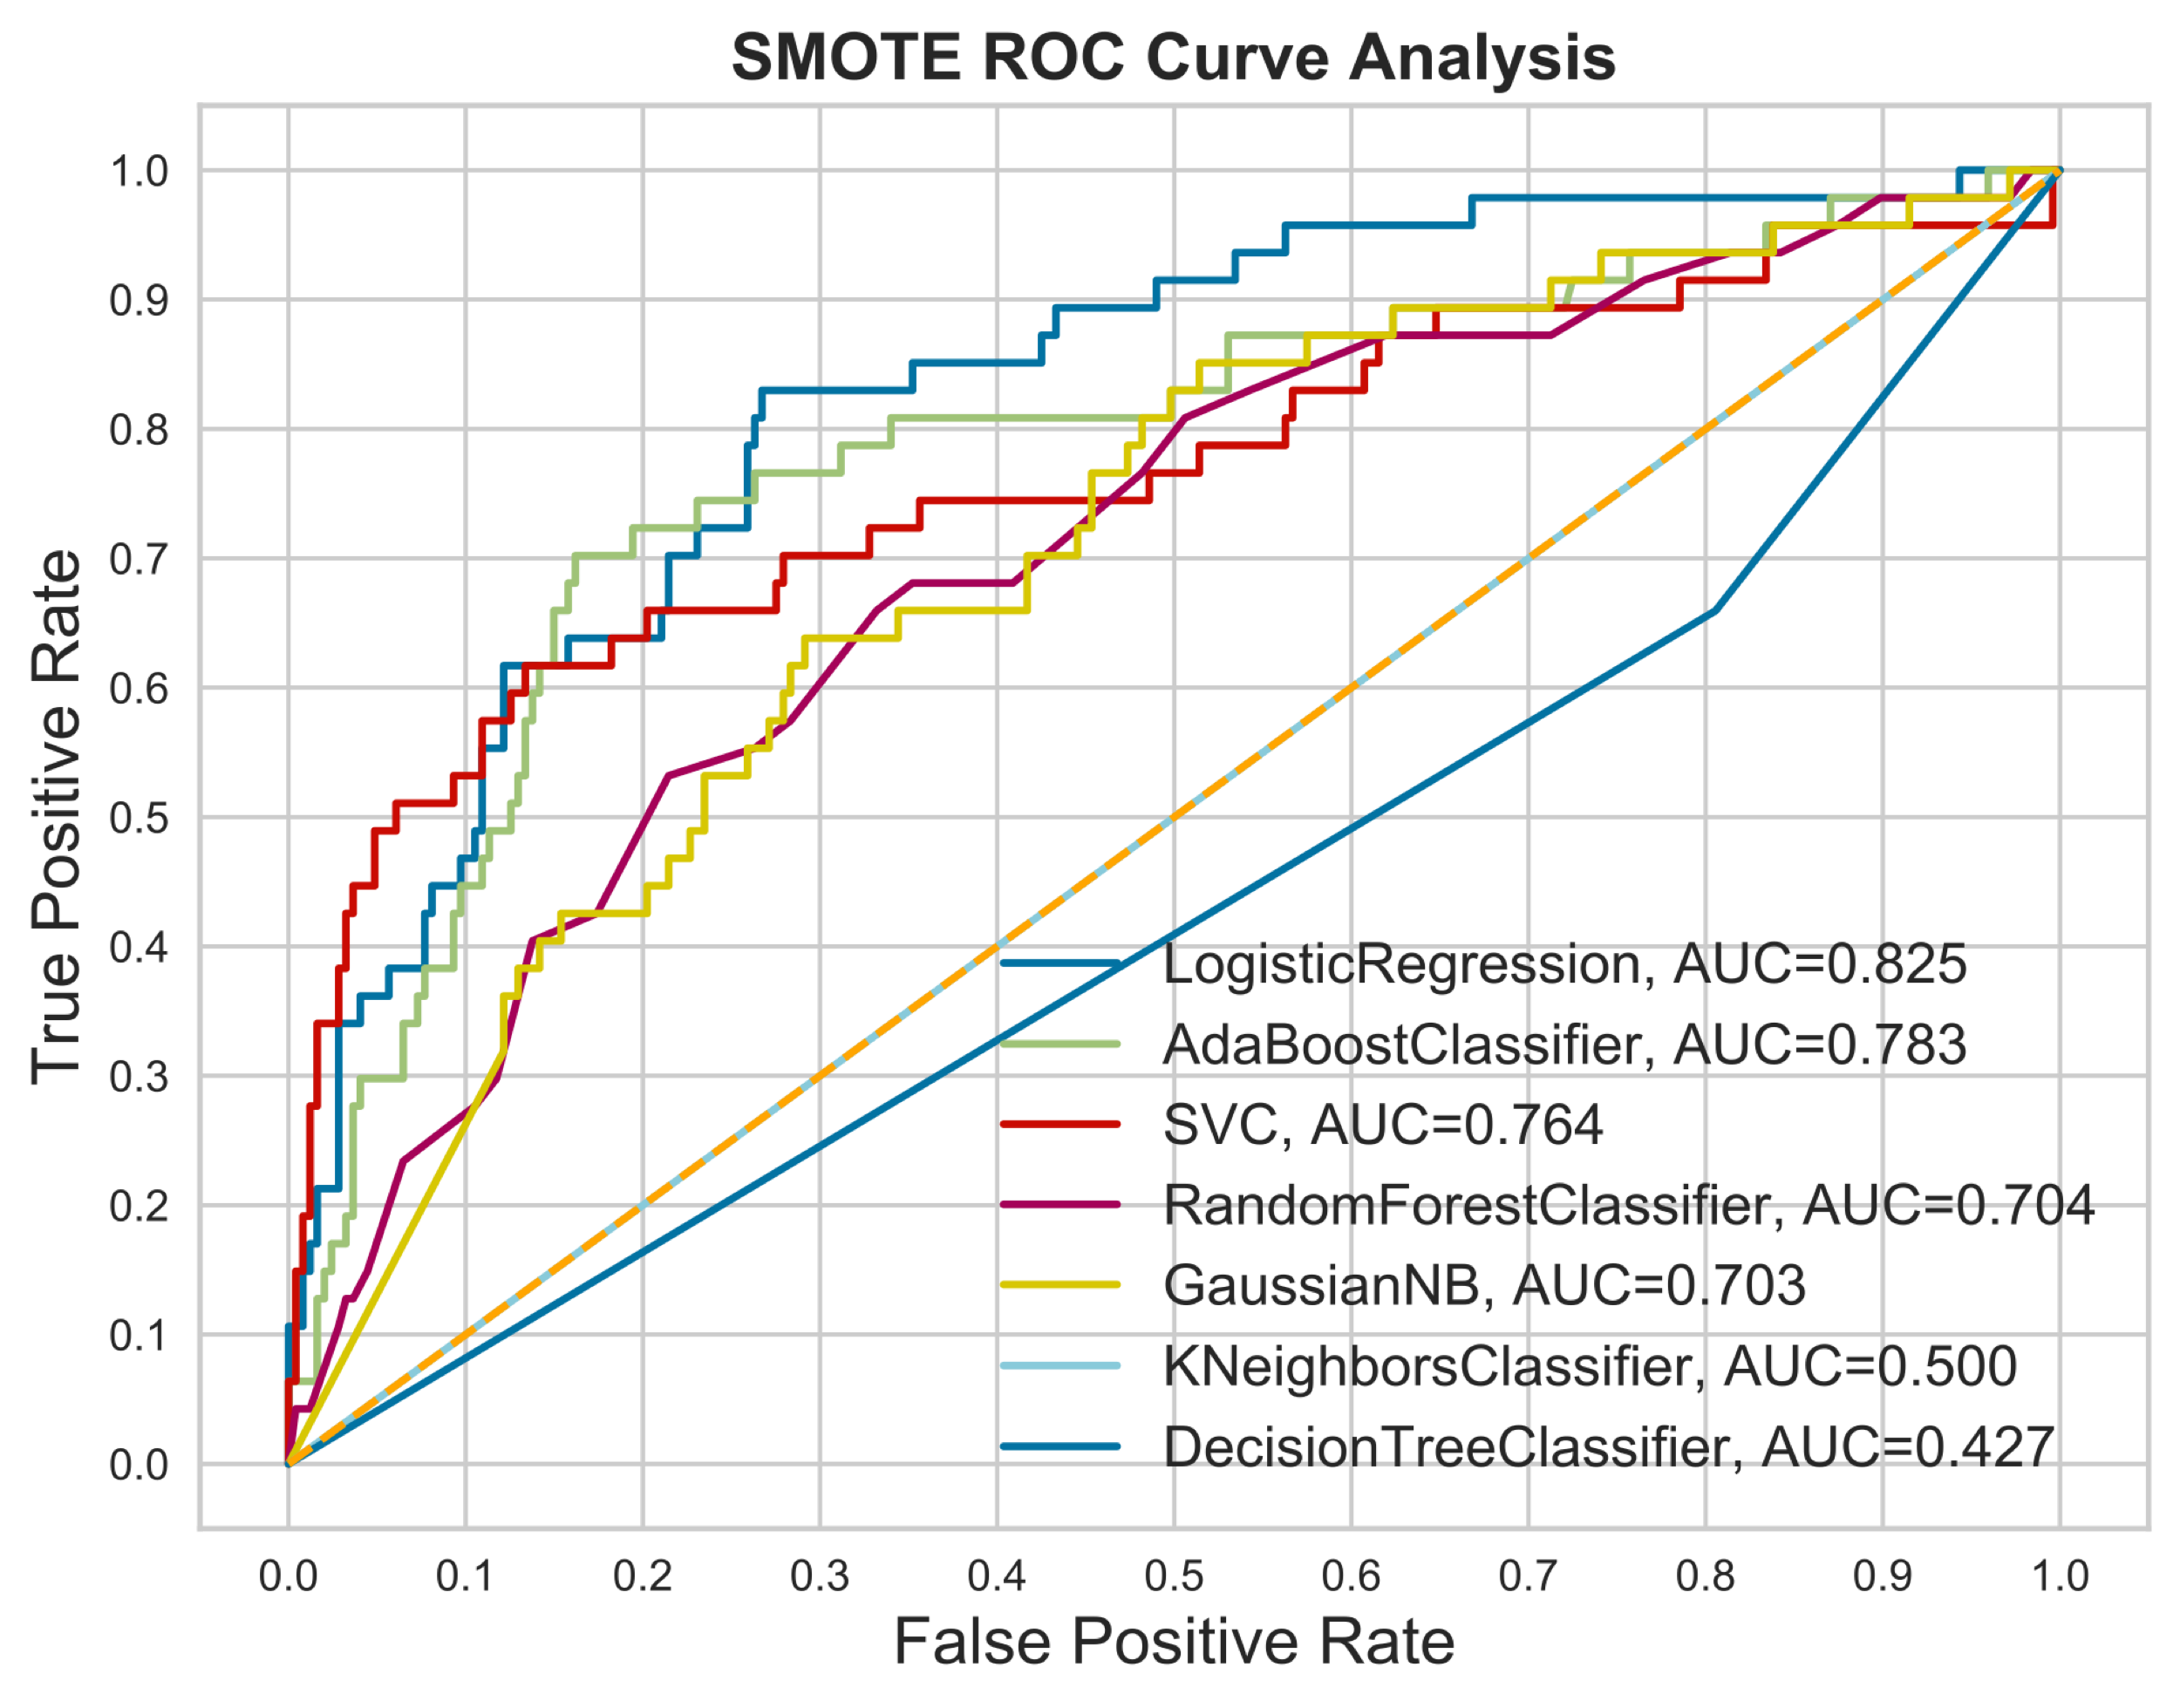 SMOTE ROC Curve Analysis
True Positive Rate
1.0
0.9
0.8
0.7
0.6
0.5
0.4
0.3
0.2
0.1
0.0
LogisticRegression, AUC=0.825
AdaBoostClassifier, AUC=0.783
SVC, AUC=0.764
RandomForestClassifier, AUC=0.704
GaussianNB, AUC=0.703
KNeighborsClassifier, AUC=0.500
DecisionTreeClassifier, AUC=0.427
0.0 0.1 0.2 0.3 0.4 0.5 0.6 0.7 0.8 0.9 1.0
False Positive Rate